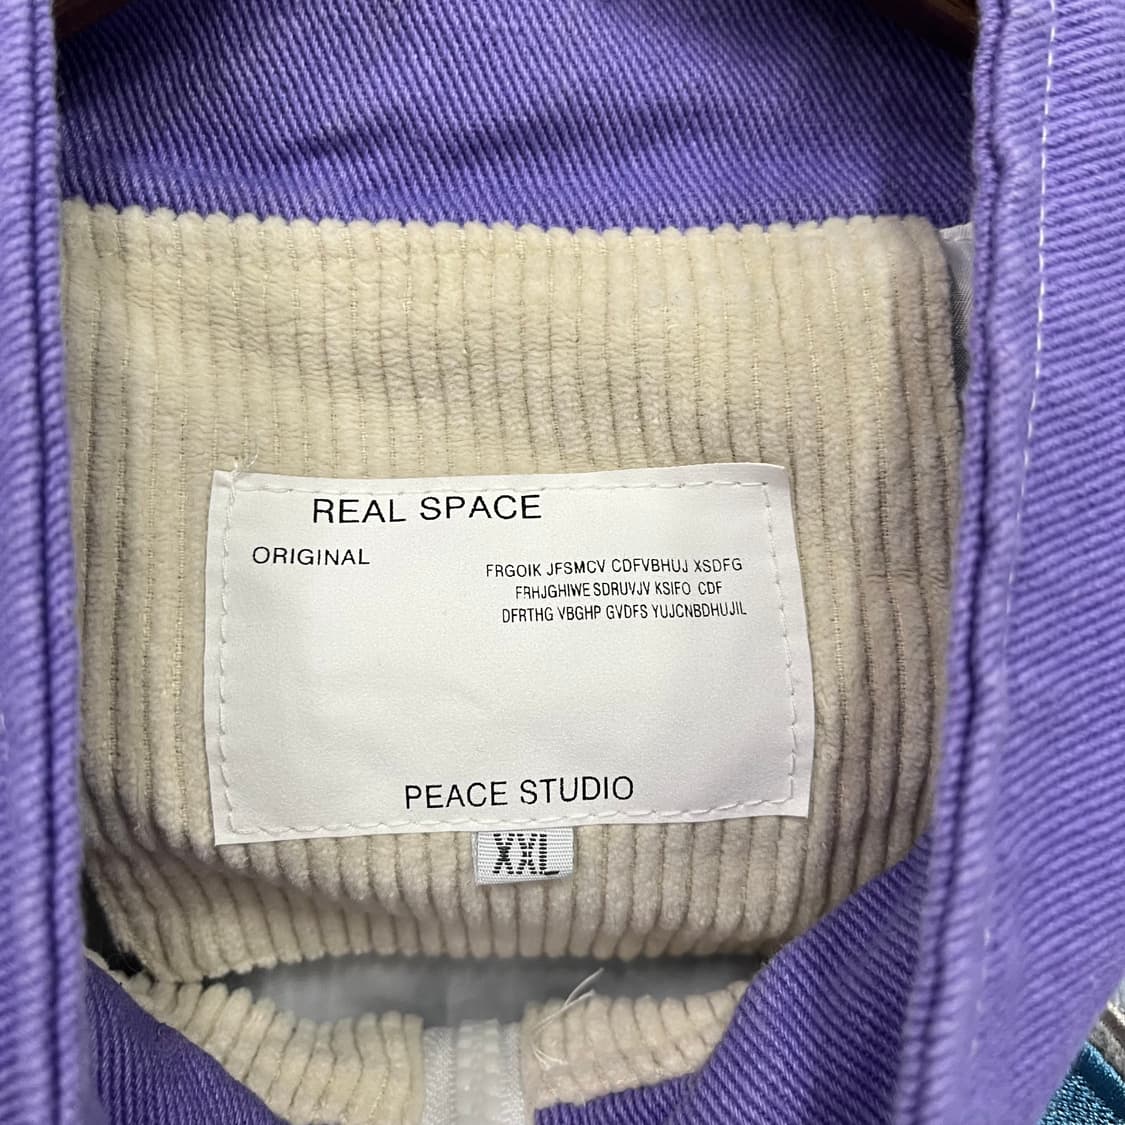 REAL SPACE
ORIGINAL
FRGOIK JFSMCV CDFVBHUJ XSDFG
FRHJGHIWE SDRUVJV KSIFO CDF
DFRTHG VBGHP GVDFS YUJCNBDHUJIL
PEACE STUDIO
XXL